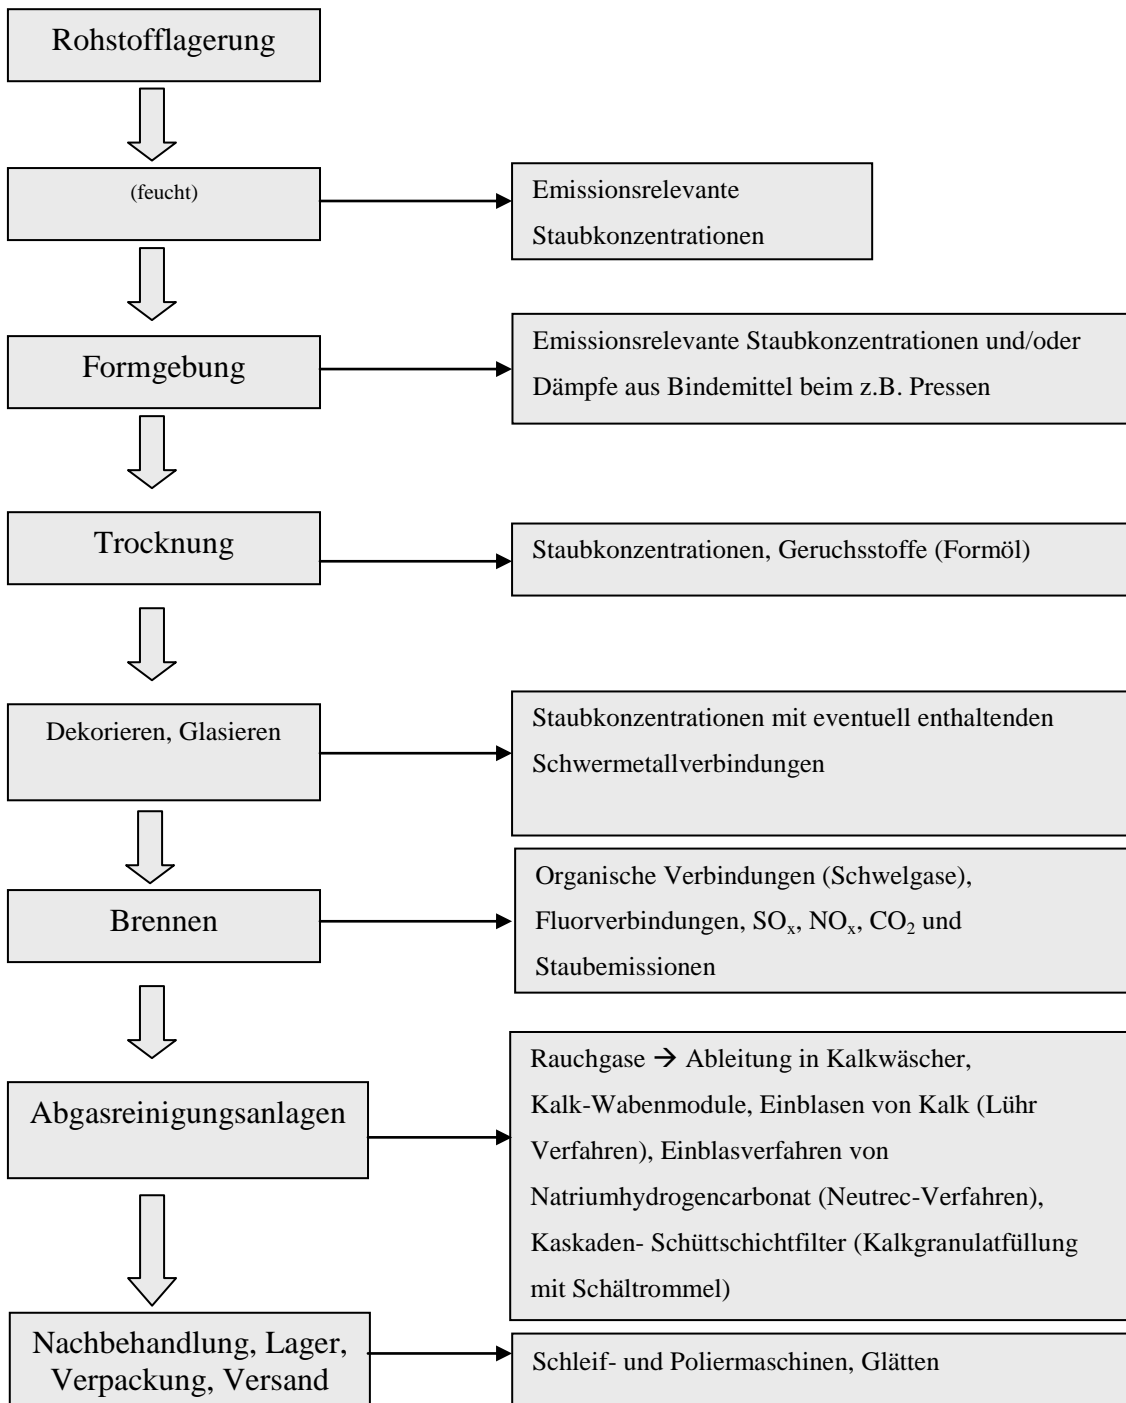 Rohstofflagerung
(feucht)
Emissionsrelevante
Staubkonzentrationen
Formgebung
Emissionsrelevante Staubkonzentrationen und/oder
Dämpfe aus Bindemittel beim z.B. Pressen
Trocknung
Staubkonzentrationen, Geruchsstoffe (Formöl)
Dekorieren, Glasieren
Staubkonzentrationen mit eventuell enthaltenden
Schwermetallverbindungen
Brennen
Organische Verbindungen (Schwelgase),
Fluorverbindungen, SOₓ, NOₓ, CO₂ und
Staubemissionen
Abgasreinigungsanlagen
Rauchgase → Ableitung in Kalkwäscher,
Kalk-Wabenmodule, Einblasen von Kalk (Lühr
Verfahren), Einblasverfahren von
Natriumhydrogencarbonat (Neutrec-Verfahren),
Kaskaden- Schüttschichtfilter (Kalkgranulatfüllung
mit Schältrommel)
Nachbehandlung, Lager,
Verpackung, Versand
Schleif- und Poliermaschinen, Glätten